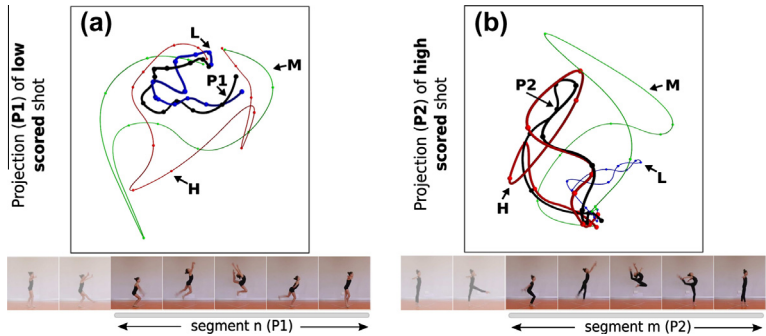 (a)
Projection (P1) of low
scored shot
L
M
P1
H
segment n (P1)
(b)
Projection (P2) of high
scored shot
M
P2
L
H
segment m (P2)